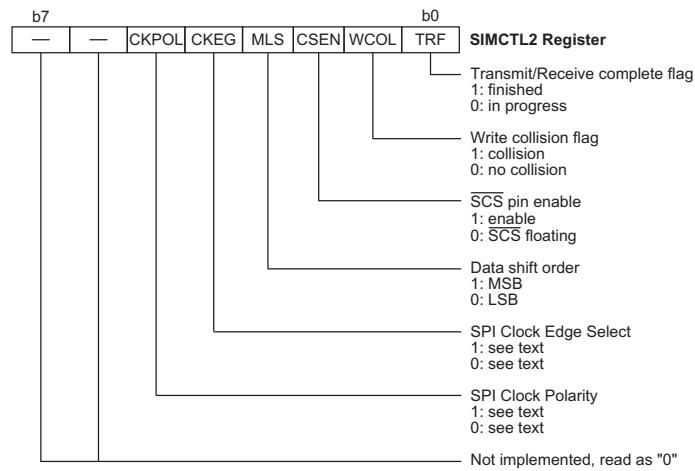 b7 b0
— — CKPOL CKEG MLS CSEN WCOL TRF SIMCTL2 Register
Transmit/Receive complete flag
1: finished
0: in progress
Write collision flag
1: collision
0: no collision
S̅C̅S̅ pin enable
1: enable
0: S̅C̅S̅ floating
Data shift order
1: MSB
0: LSB
SPI Clock Edge Select
1: see text
0: see text
SPI Clock Polarity
1: see text
0: see text
Not implemented, read as "0"